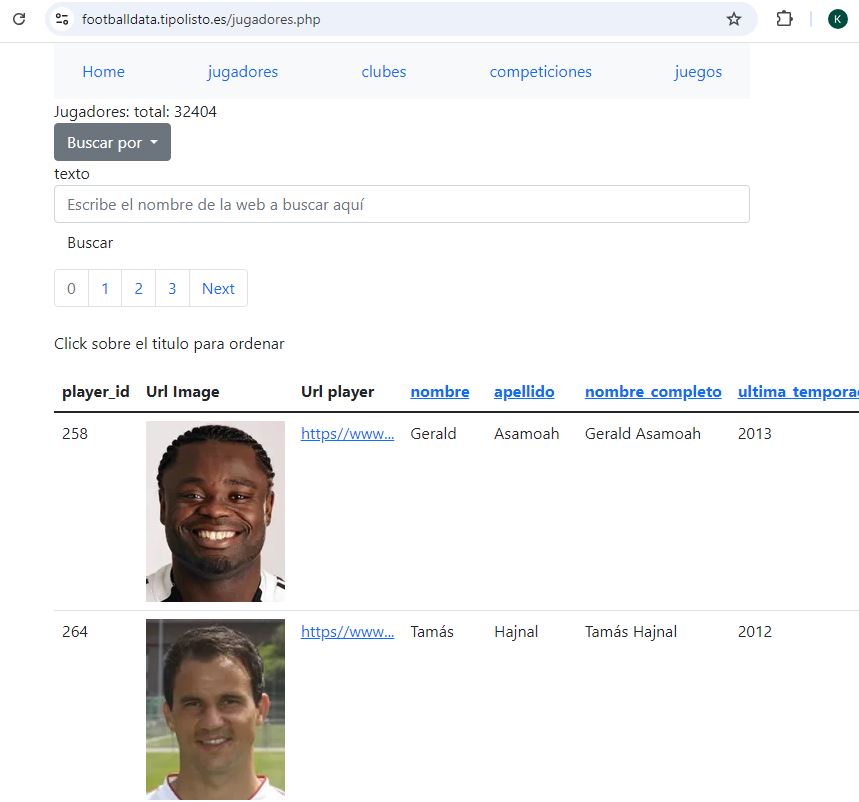 footballdata.tipolisto.es/jugadores.php
K
Home jugadores clubes competiciones juegos
Jugadores: total: 32404
Buscar por
texto
Escribe el nombre de la web a buscar aquí
Buscar
0 1 2 3 Next
Click sobre el titulo para ordenar
player_id Url Image Url player nombre apellido nombre_completo ultima_temporac
258 https//www... Gerald Asamoah Gerald Asamoah 2013
264 https//www... Tamás Hajnal Tamás Hajnal 2012